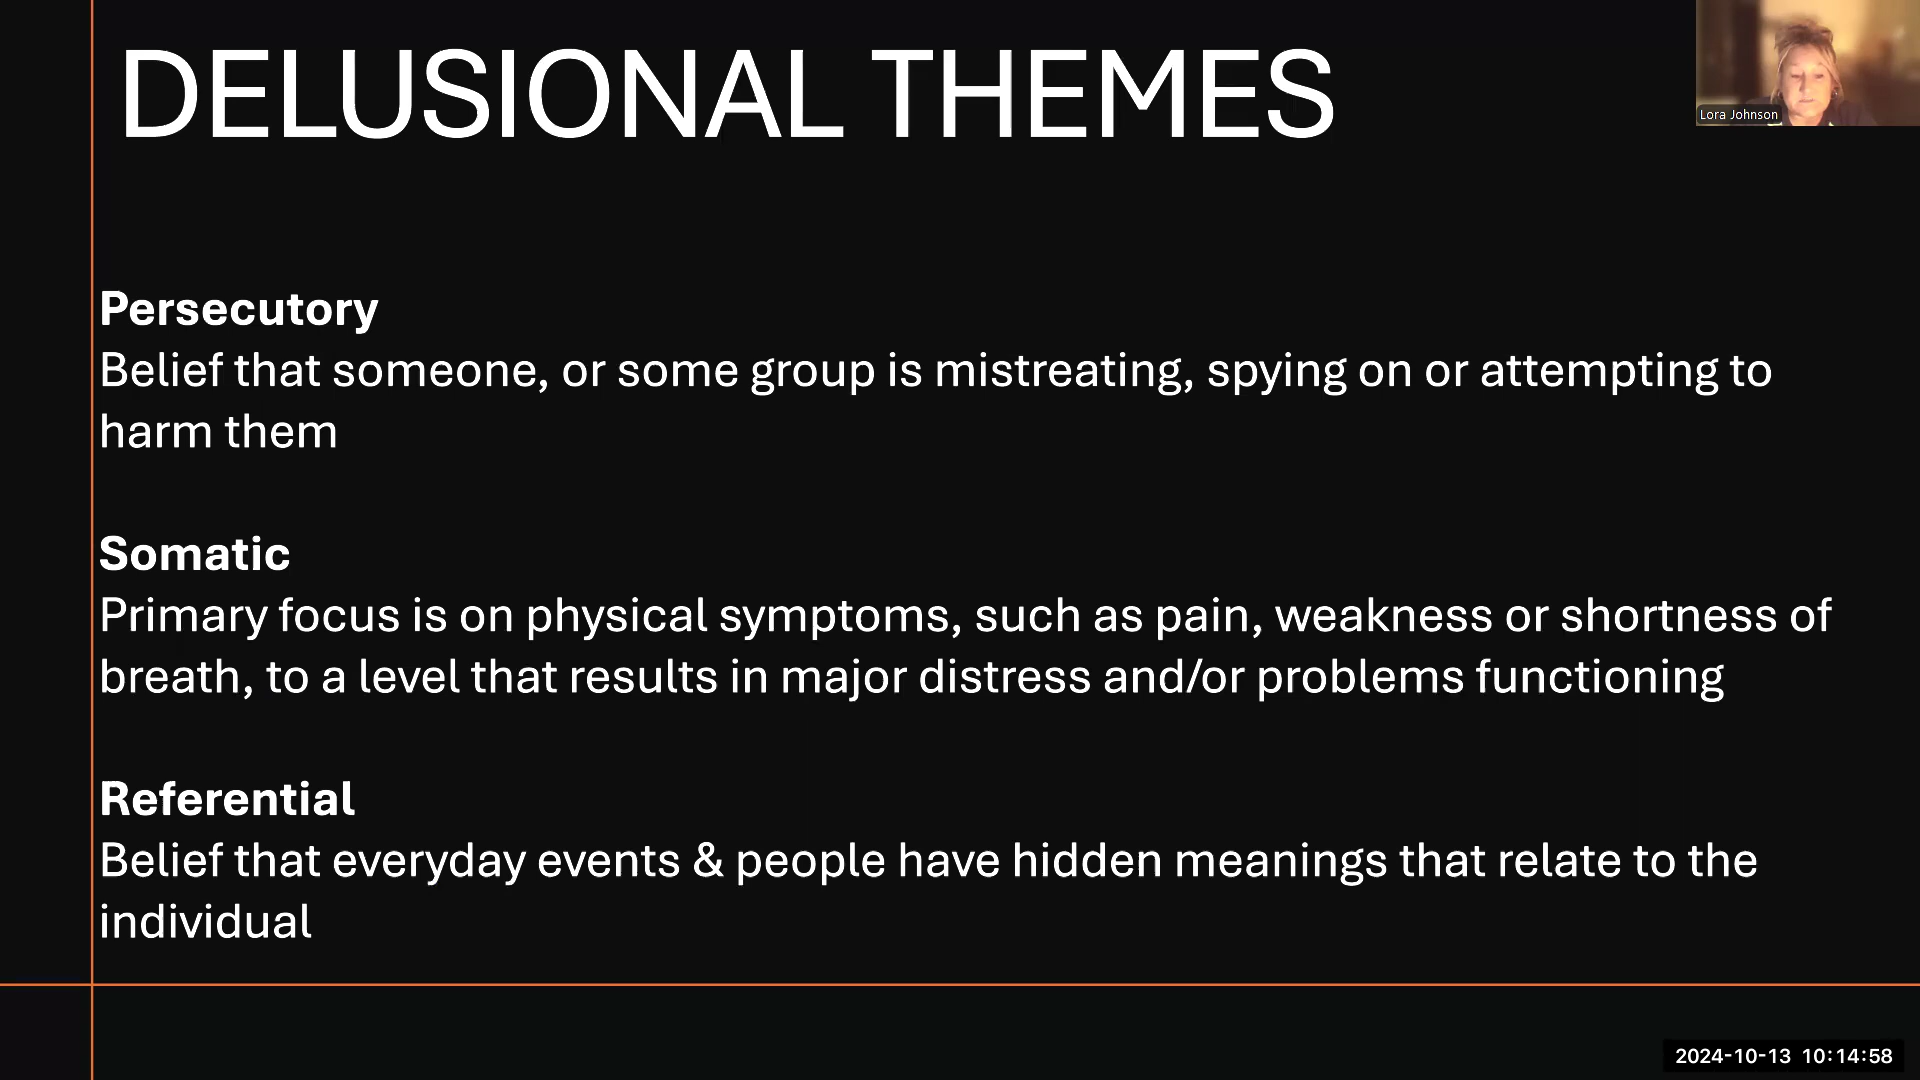 DELUSIONAL THEMES
Lora Johnson
Persecutory
Belief that someone, or some group is mistreating, spying on or attempting to
harm them
Somatic
Primary focus is on physical symptoms, such as pain, weakness or shortness of
breath, to a level that results in major distress and/or problems functioning
Referential
Belief that everyday events & people have hidden meanings that relate to the
individual
2024-10-13 10:14:58